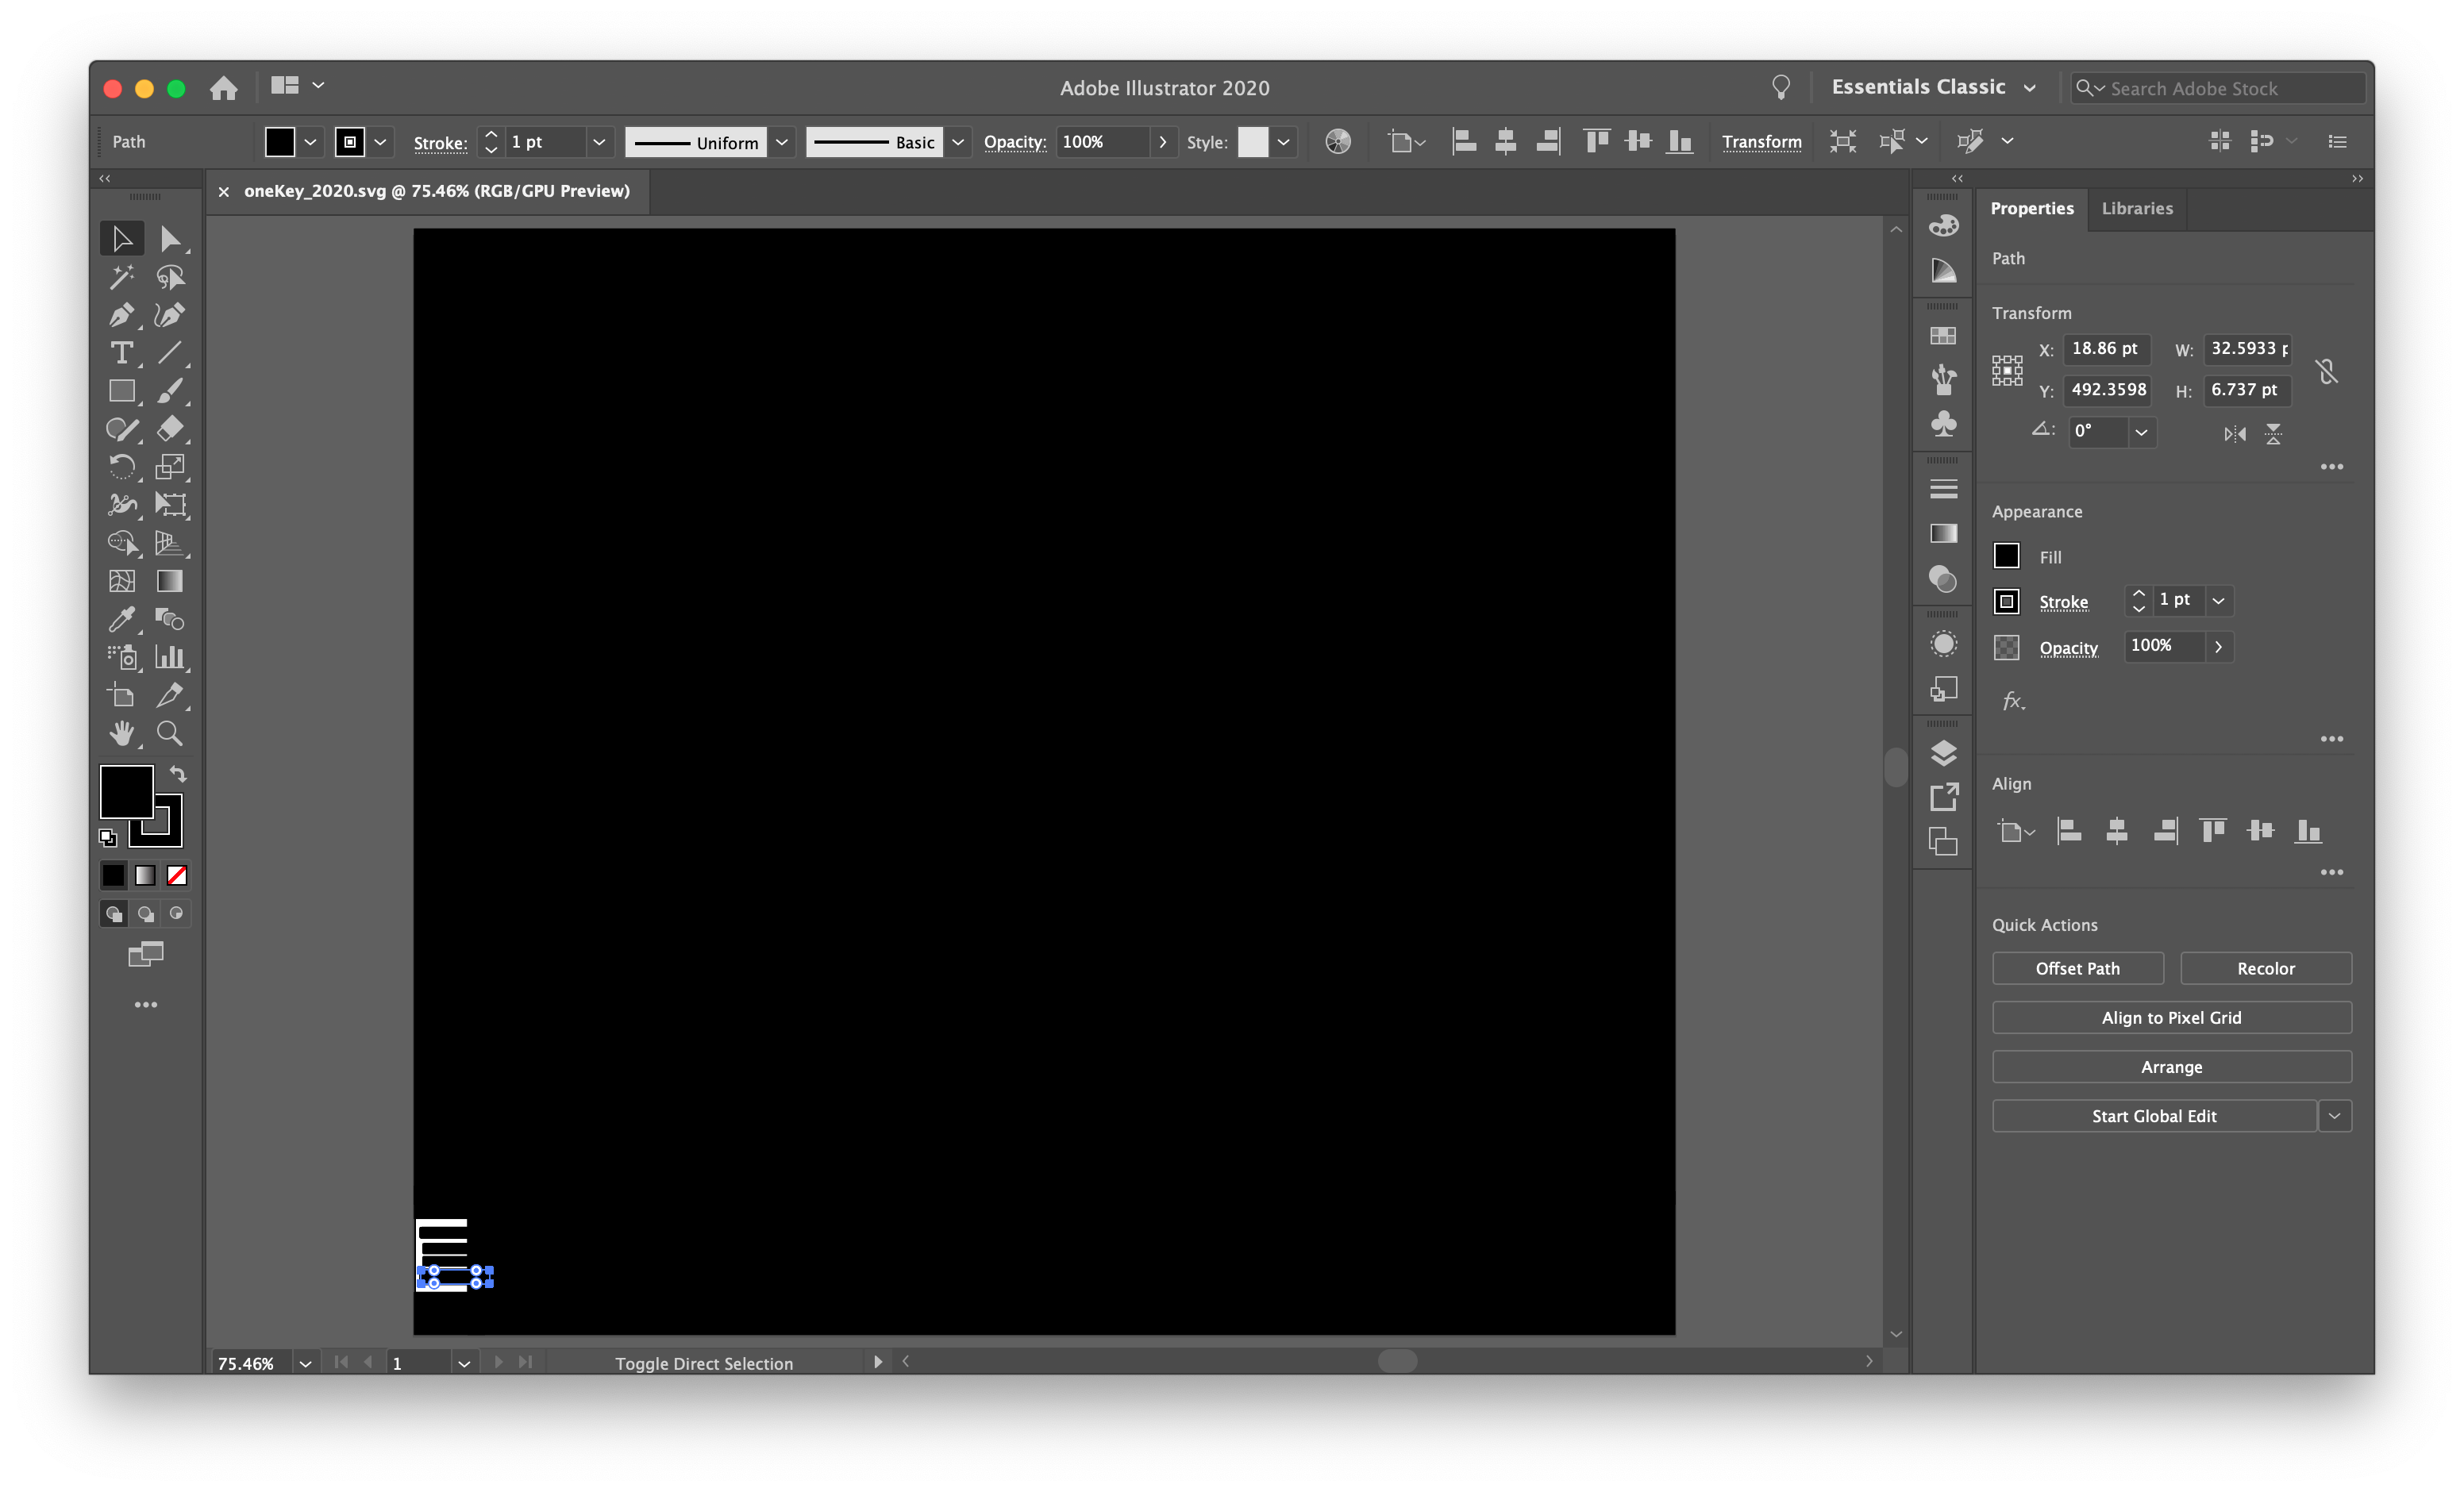 Adobe Illustrator 2020
Essentials Classic
Search Adobe Stock
Path
Stroke:
1 pt
Uniform
Basic
Opacity:
100%
Style:
Transform
× oneKey_2020.svg @ 75.46% (RGB/GPU Preview)
Properties
Libraries
Path
Transform
X: 18.86 pt W: 32.5933 p
Y: 492.3598 H: 6.737 pt
0°
Appearance
Fill
Stroke 1 pt
Opacity 100%
fx
Align
Quick Actions
Offset Path
Recolor
Align to Pixel Grid
Arrange
Start Global Edit
75.46%
1
Toggle Direct Selection